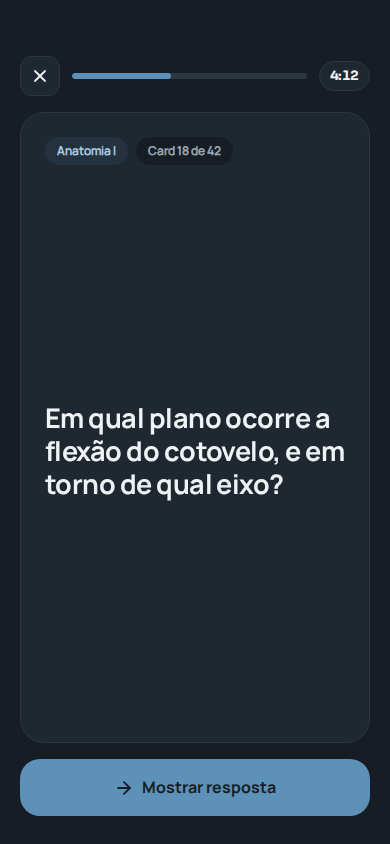 4:12
Anatomia I
Card 18 de 42
Em qual plano ocorre a
flexão do cotovelo, e em
torno de qual eixo?
Mostrar resposta